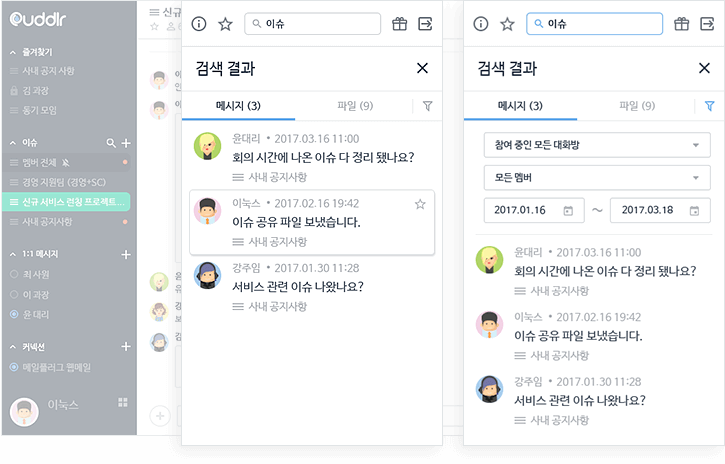 Quddlr
즐겨찾기
사내 공지 사항
김 과장
동기 모임
이슈
멤버 전체
경영 지원팀 (경영+SC)
신규 서비스 런칭 프로젝트...
사내 공지사항
1:1 메시지
최 사원
이 과장
윤 대리
커넥션
메일플러그 웹메일
이눅스
신규
이슈
검색 결과
메시지 (3)
파일 (9)
윤대리 • 2017.03.16 11:00
회의 시간에 나온 이슈 다 정리 됐나요?
사내 공지사항
이눅스 • 2017.02.16 19:42
이슈 공유 파일 보냈습니다.
사내 공지사항
강주임 • 2017.01.30 11:28
서비스 관련 이슈 나왔나요?
사내 공지사항
이슈
검색 결과
메시지 (3)
파일 (9)
참여 중인 모든 대화방
모든 멤버
2017.01.16 ~ 2017.03.18
윤대리 • 2017.03.16 11:00
회의 시간에 나온 이슈 다 정리 됐나요?
사내 공지사항
이눅스 • 2017.02.16 19:42
이슈 공유 파일 보냈습니다.
사내 공지사항
강주임 • 2017.01.30 11:28
서비스 관련 이슈 나왔나요?
사내 공지사항